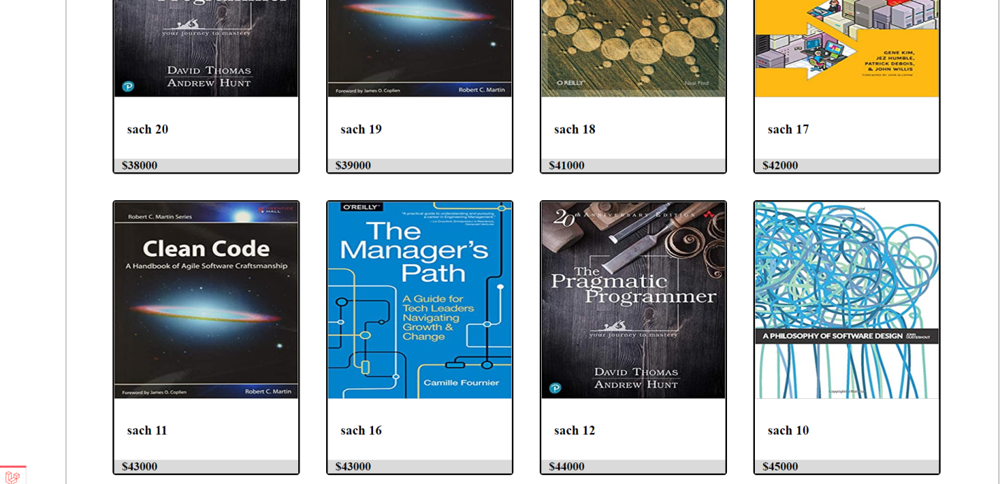 your journey to mastery
DAVID THOMAS
ANDREW HUNT
Foreword by James O. Coplien
Robert C. Martin
O'REILLY
Neal Ford
GENE KIM,
JEZ HUMBLE,
PATRICK DEBOIS,
& JOHN WILLIS
FOREWORD BY JOHN ALLSPAW
sach 20
sach 19
sach 18
sach 17
$38000
$39000
$41000
$42000
Robert C. Martin Series
PRENTICE
HALL
Clean Code
A Handbook of Agile Software Craftsmanship
Foreword by James O. Coplien
Robert C. Martin
O'REILLY
"A practical guide to understanding and pursuing
a career in Engineering Management."
The
Manager's
Path
A Guide for
Tech Leaders
Navigating
Growth &
Change
Camille Fournier
20th ANNIVERSARY EDITION
The
Pragmatic
Programmer
your journey to mastery
DAVID THOMAS
ANDREW HUNT
A PHILOSOPHY OF SOFTWARE DESIGN
JOHN
OUSTERHOUT
sach 11
sach 16
sach 12
sach 10
$43000
$43000
$44000
$45000